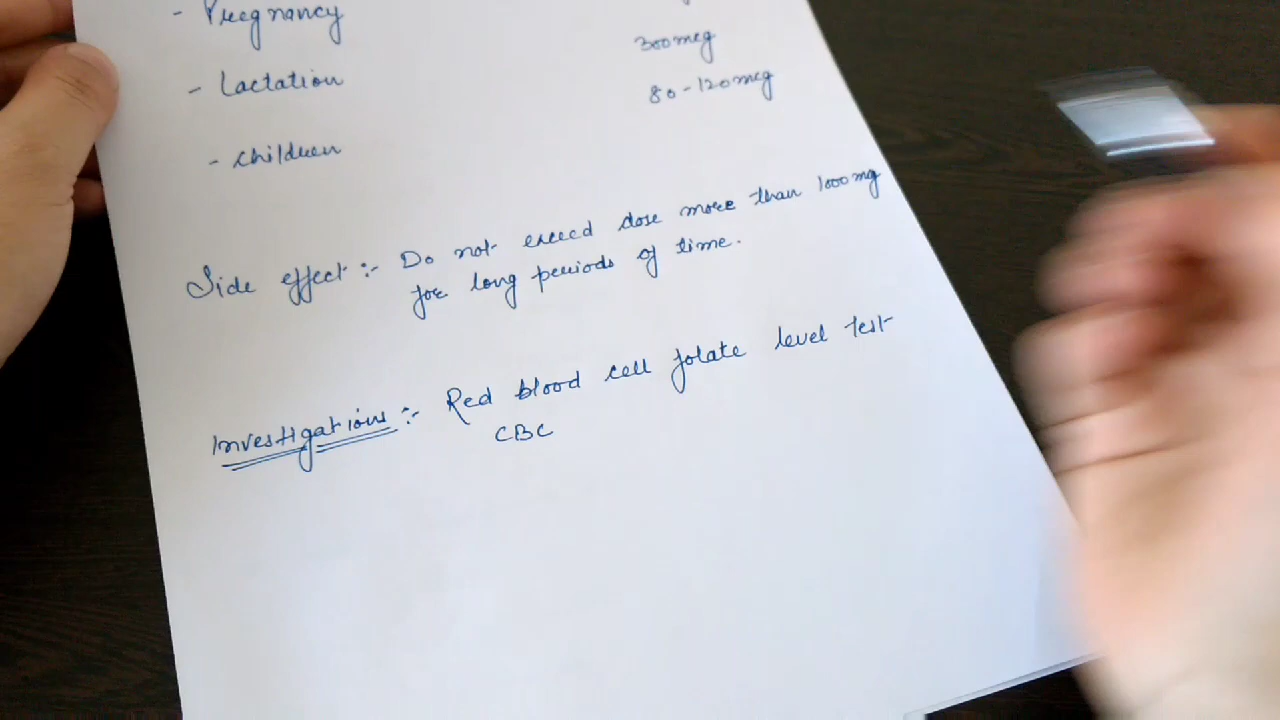 - Pregnancy
300mcg
- Lactation
80-120mcg
- children
Side effect :- Do not exceed dose more than 1000mg
for long periods of time.
Investigations :- Red blood cell folate level test
CBC